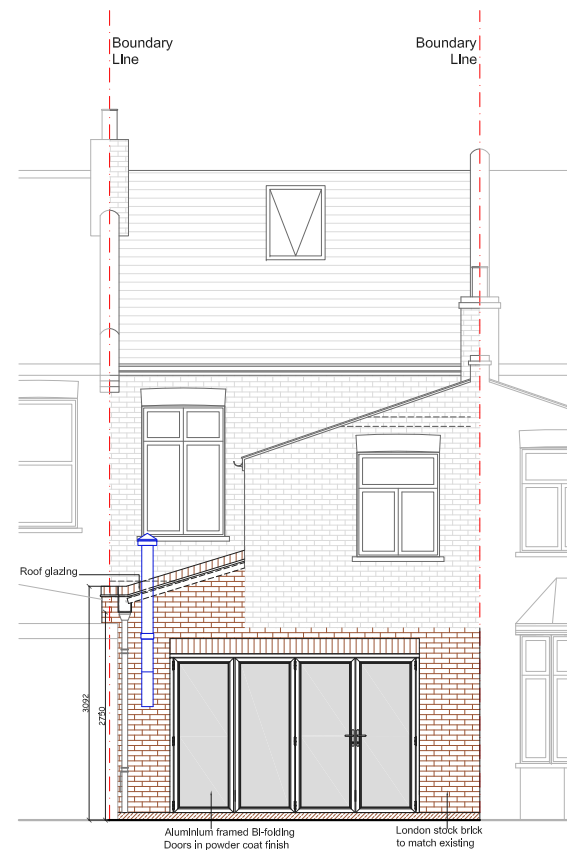 Boundary
Line
Boundary
Line
Roof glazing
3092
2750
Aluminium framed Bi-folding
Doors in powder coat finish
London stock brick
to match existing